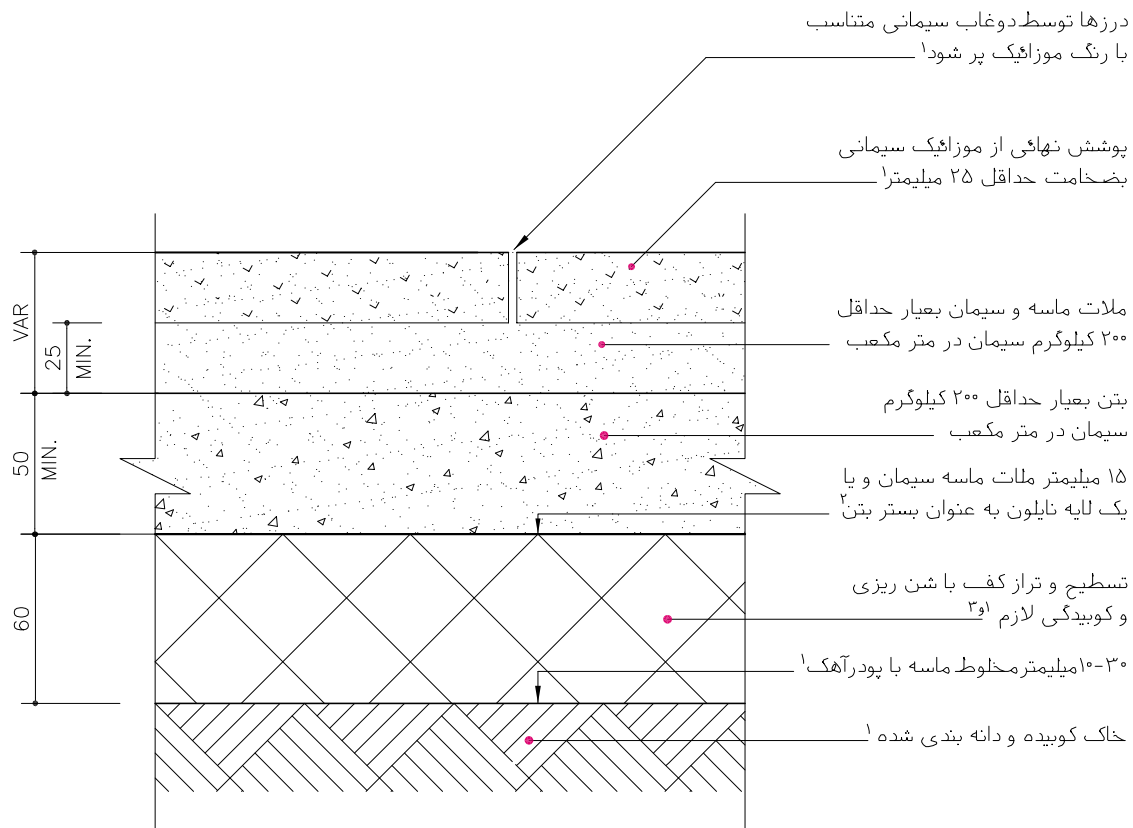 درزها توسط دوغاب سیمانی متناسب
با رنگ موزائیک پر شود۱
پوشش نهائی از موزائیک سیمانی
بضخامت حداقل ۲۵ میلیمتر۱
ملات ماسه و سیمان بعیار حداقل
۲۰۰ کیلوگرم سیمان در متر مکعب
بتن بعیار حداقل ۲۰۰ کیلوگرم
سیمان در متر مکعب
۱۵ میلیمتر ملات ماسه سیمان و یا
یک لایه نایلون به عنوان بستر بتن۲
تسطیح و تراز کف با شن ریزی
و کوبیدگی لازم ۱و۳
۱۰-۳۰میلیمتر مخلوط ماسه با پودرآهک۱
خاک کوبیده و دانه بندی شده ۱
VAR
25
MIN.
50
MIN.
60